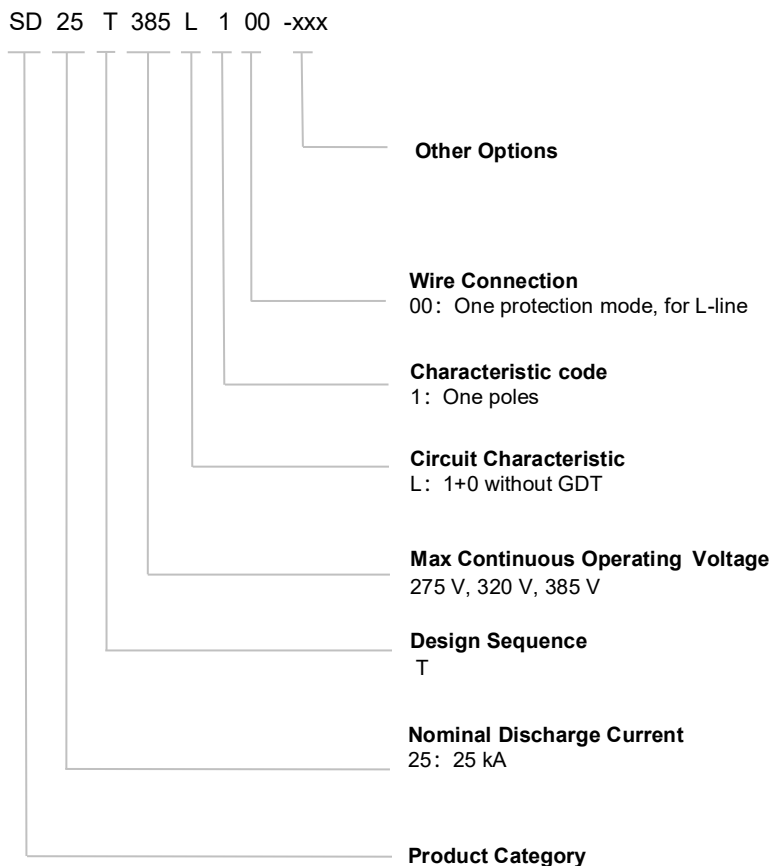 SD 25 T 385 L 1 00 -xxx
Other Options
Wire Connection
00: One protection mode, for L-line
Characteristic code
1: One poles
Circuit Characteristic
L: 1+0 without GDT
Max Continuous Operating Voltage
275 V, 320 V, 385 V
Design Sequence
T
Nominal Discharge Current
25: 25 kA
Product Category